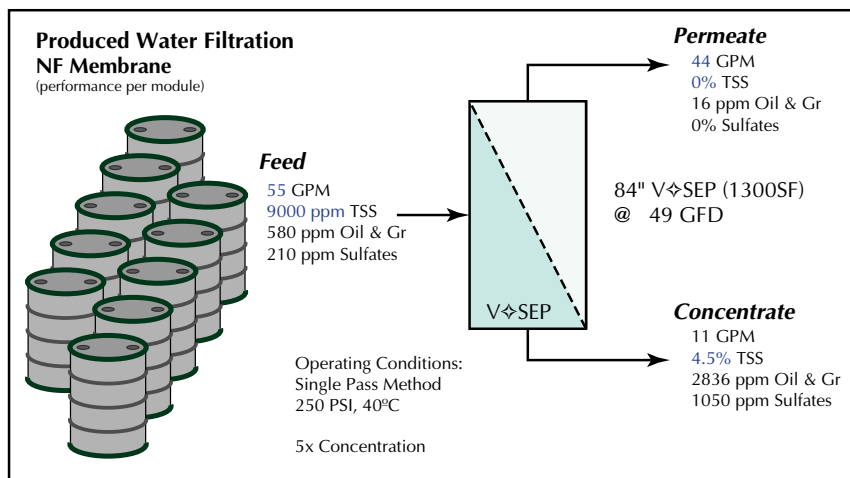 Produced Water Filtration
NF Membrane
(performance per module)
Feed
55 GPM
9000 ppm TSS
580 ppm Oil & Gr
210 ppm Sulfates
Operating Conditions:
Single Pass Method
250 PSI, 40ºC
5x Concentration
V✧SEP
Permeate
44 GPM
0% TSS
16 ppm Oil & Gr
0% Sulfates
84" V✧SEP (1300SF)
@ 49 GFD
Concentrate
11 GPM
4.5% TSS
2836 ppm Oil & Gr
1050 ppm Sulfates